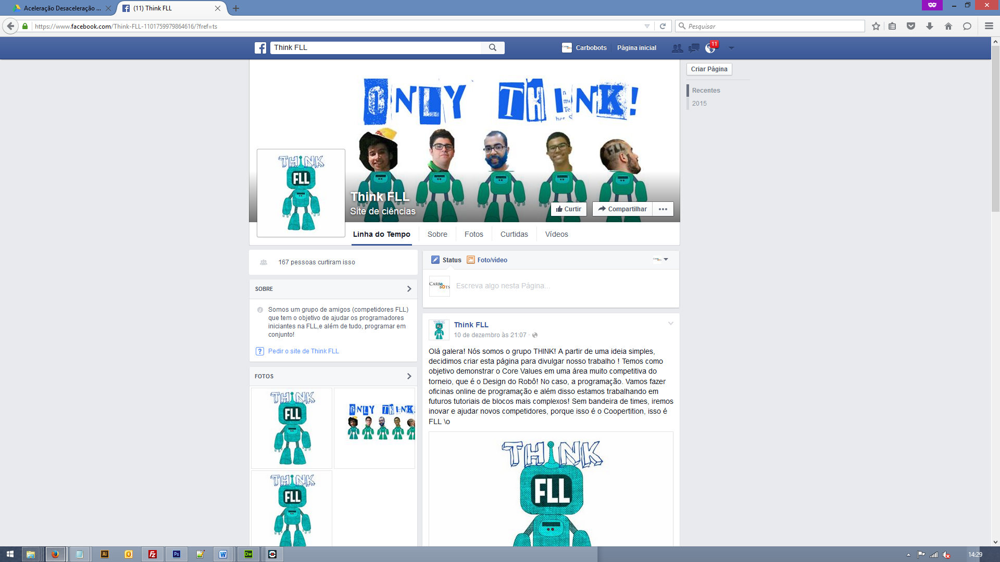 Aceleração Desaceleração ...
(11) Think FLL
https://www.facebook.com/Think-FLL-1101759979864616/?fref=ts
Pesquisar
Think FLL
Carbobots
Página inicial
11
Criar Página
Recentes
2015
ONLY THINK!
FLL
THINK
FLL
Think FLL
Site de ciências
Curtir
Compartilhar
Linha do Tempo
Sobre
Fotos
Curtidas
Vídeos
167 pessoas curtiram isso
SOBRE
Somos um grupo de amigos (competidores FLL)
que tem o objetivo de ajudar os programadores
iniciantes na FLL,e além de tudo, programar em
conjunto!
Pedir o site de Think FLL
FOTOS
THINK
FLL
ONLY THINK
THINK
FLL
Status
Foto/vídeo
CARBOBOTS
Escreva algo nesta Página...
Think FLL
10 de dezembro às 21:07 ·
Olá galera! Nós somos o grupo THINK! A partir de uma ideia simples,
decidimos criar esta página para divulgar nosso trabalho ! Temos como
objetivo demonstrar o Core Values em uma área muito competitiva do
torneio, que é o Design do Robô! No caso, a programação. Vamos fazer
oficinas online de programação e além disso estamos trabalhando em
futuros tutoriais de blocos mais complexos! Sem bandeira de times, iremos
inovar e ajudar novos competidores, porque isso é o Coopertition, isso é
FLL \o
THINK
FLL
Ai
Fz
Ps
W
Dw
14:29